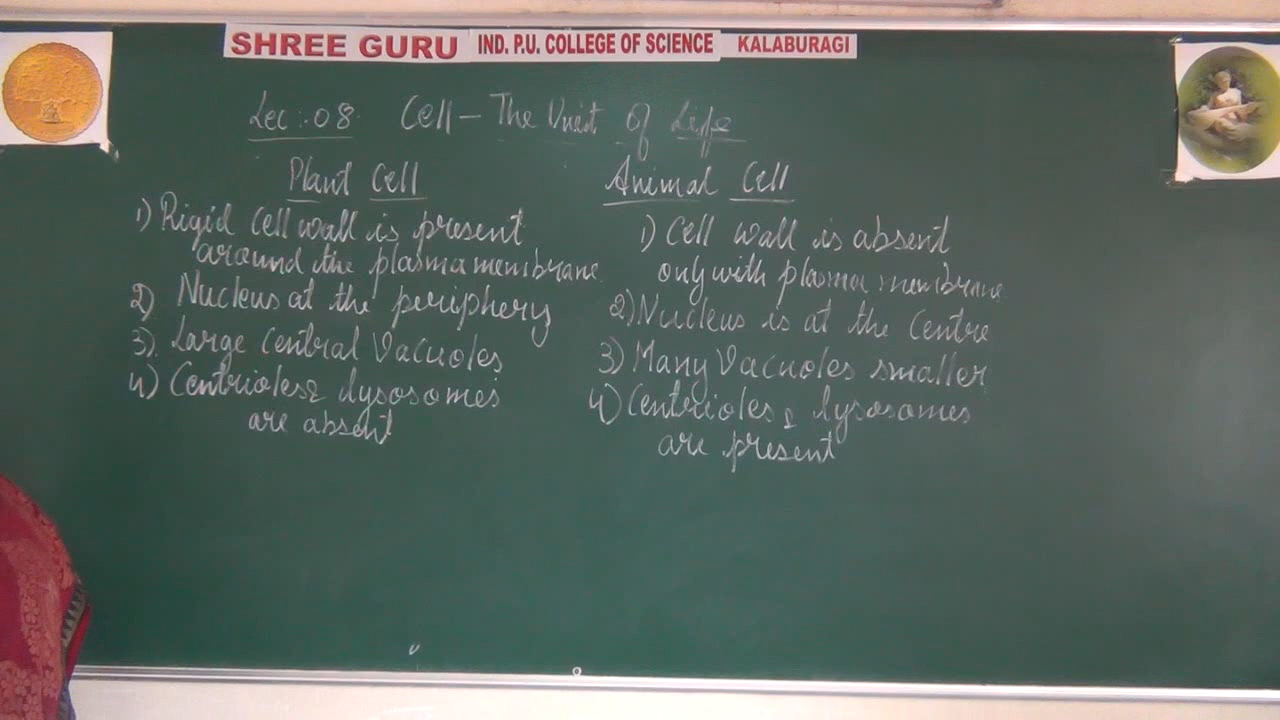 SHREE GURU IND. P.U. COLLEGE OF SCIENCE KALABURAGI
Lec :- 08. Cell - The Unit of Life
Plant Cell
1) Rigid Cell wall is present
around the plasma membrane
2) Nucleus at the periphery
3). Large Central Vacuoles
4) Centrioles & lysosomes
are absent
Animal Cell
1) Cell wall is absent
only with plasma membrane
2) Nucleus is at the Centre
3) Many Vacuoles smaller
4) Centrioles & lysosomes
are present